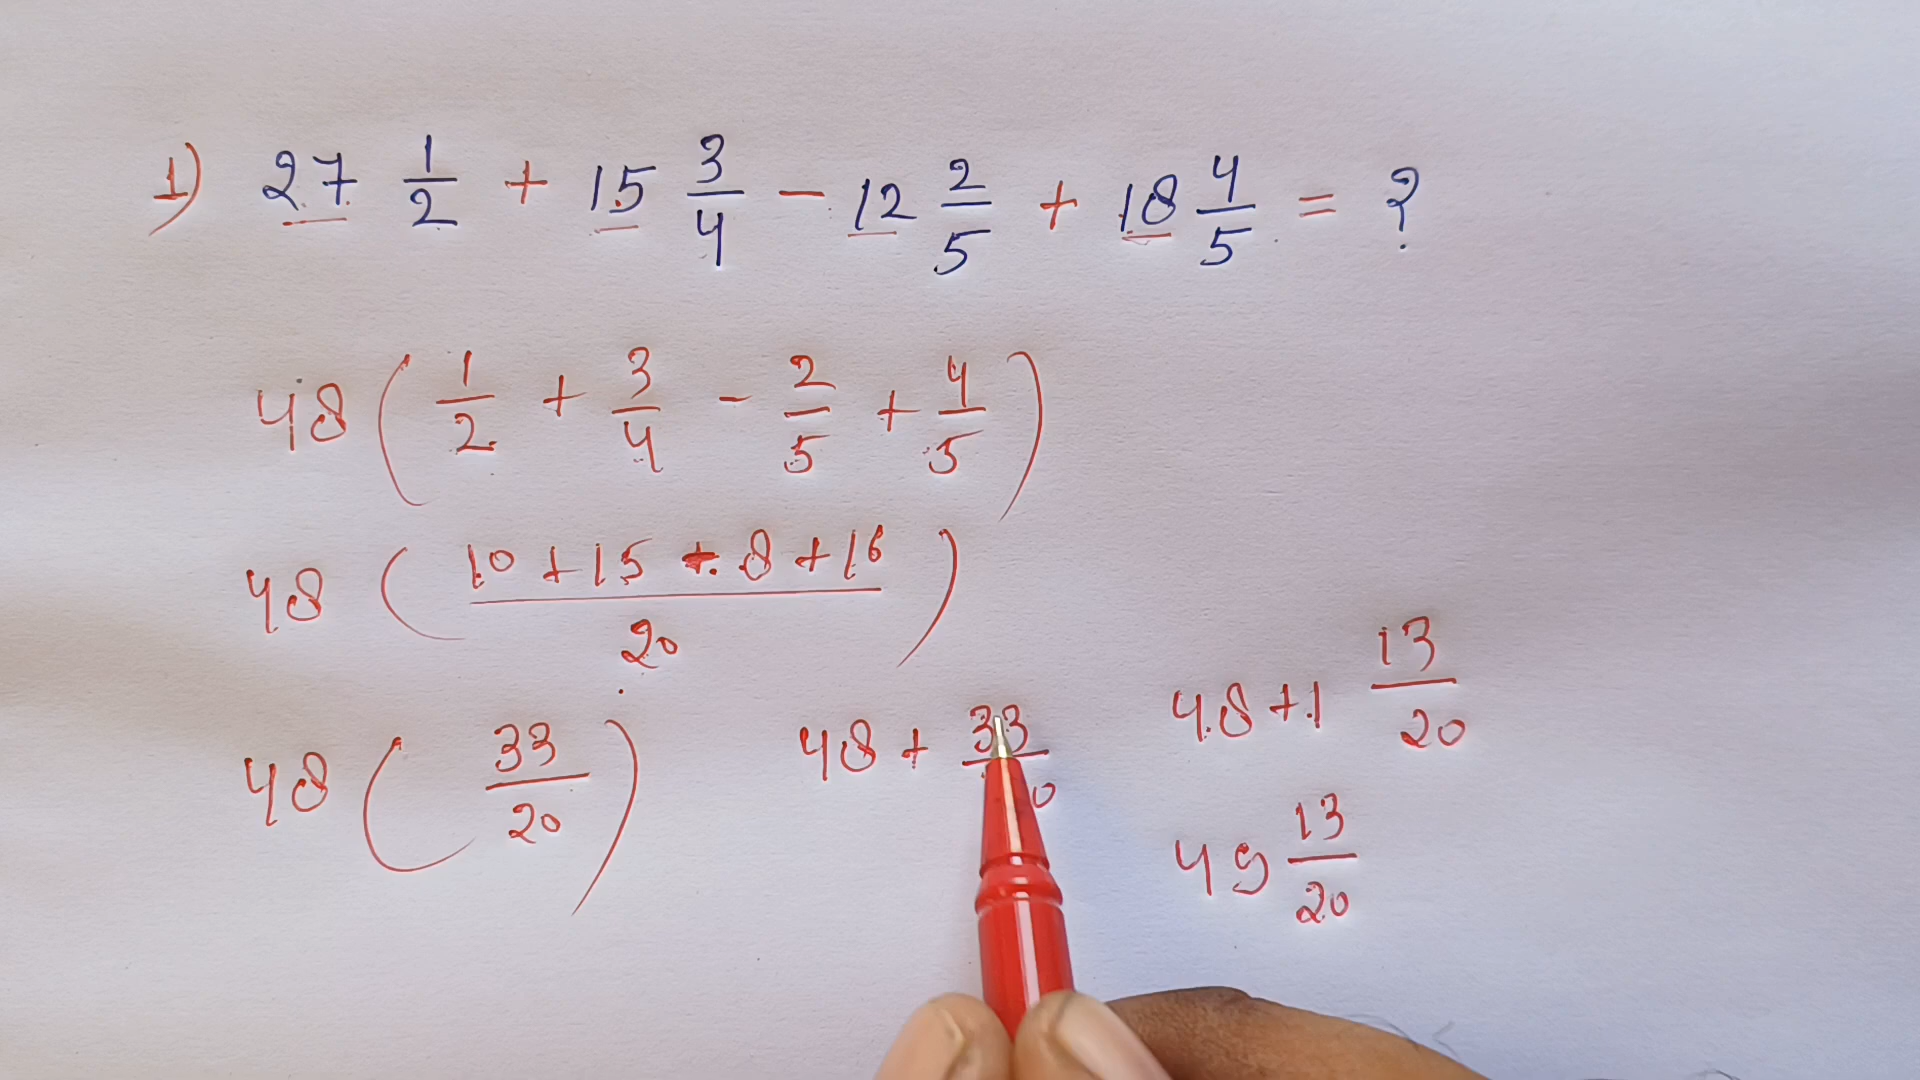 1) 27 1/2 + 15 3/4 - 12 2/5 + 18 4/5 = ?
48 ( 1/2 + 3/4 - 2/5 + 4/5 )
48 ( 10 + 15 - 8 + 16 / 20 )
48 ( 33/20 ) 48 + 33/20 48 + 1 13/20
49 13/20